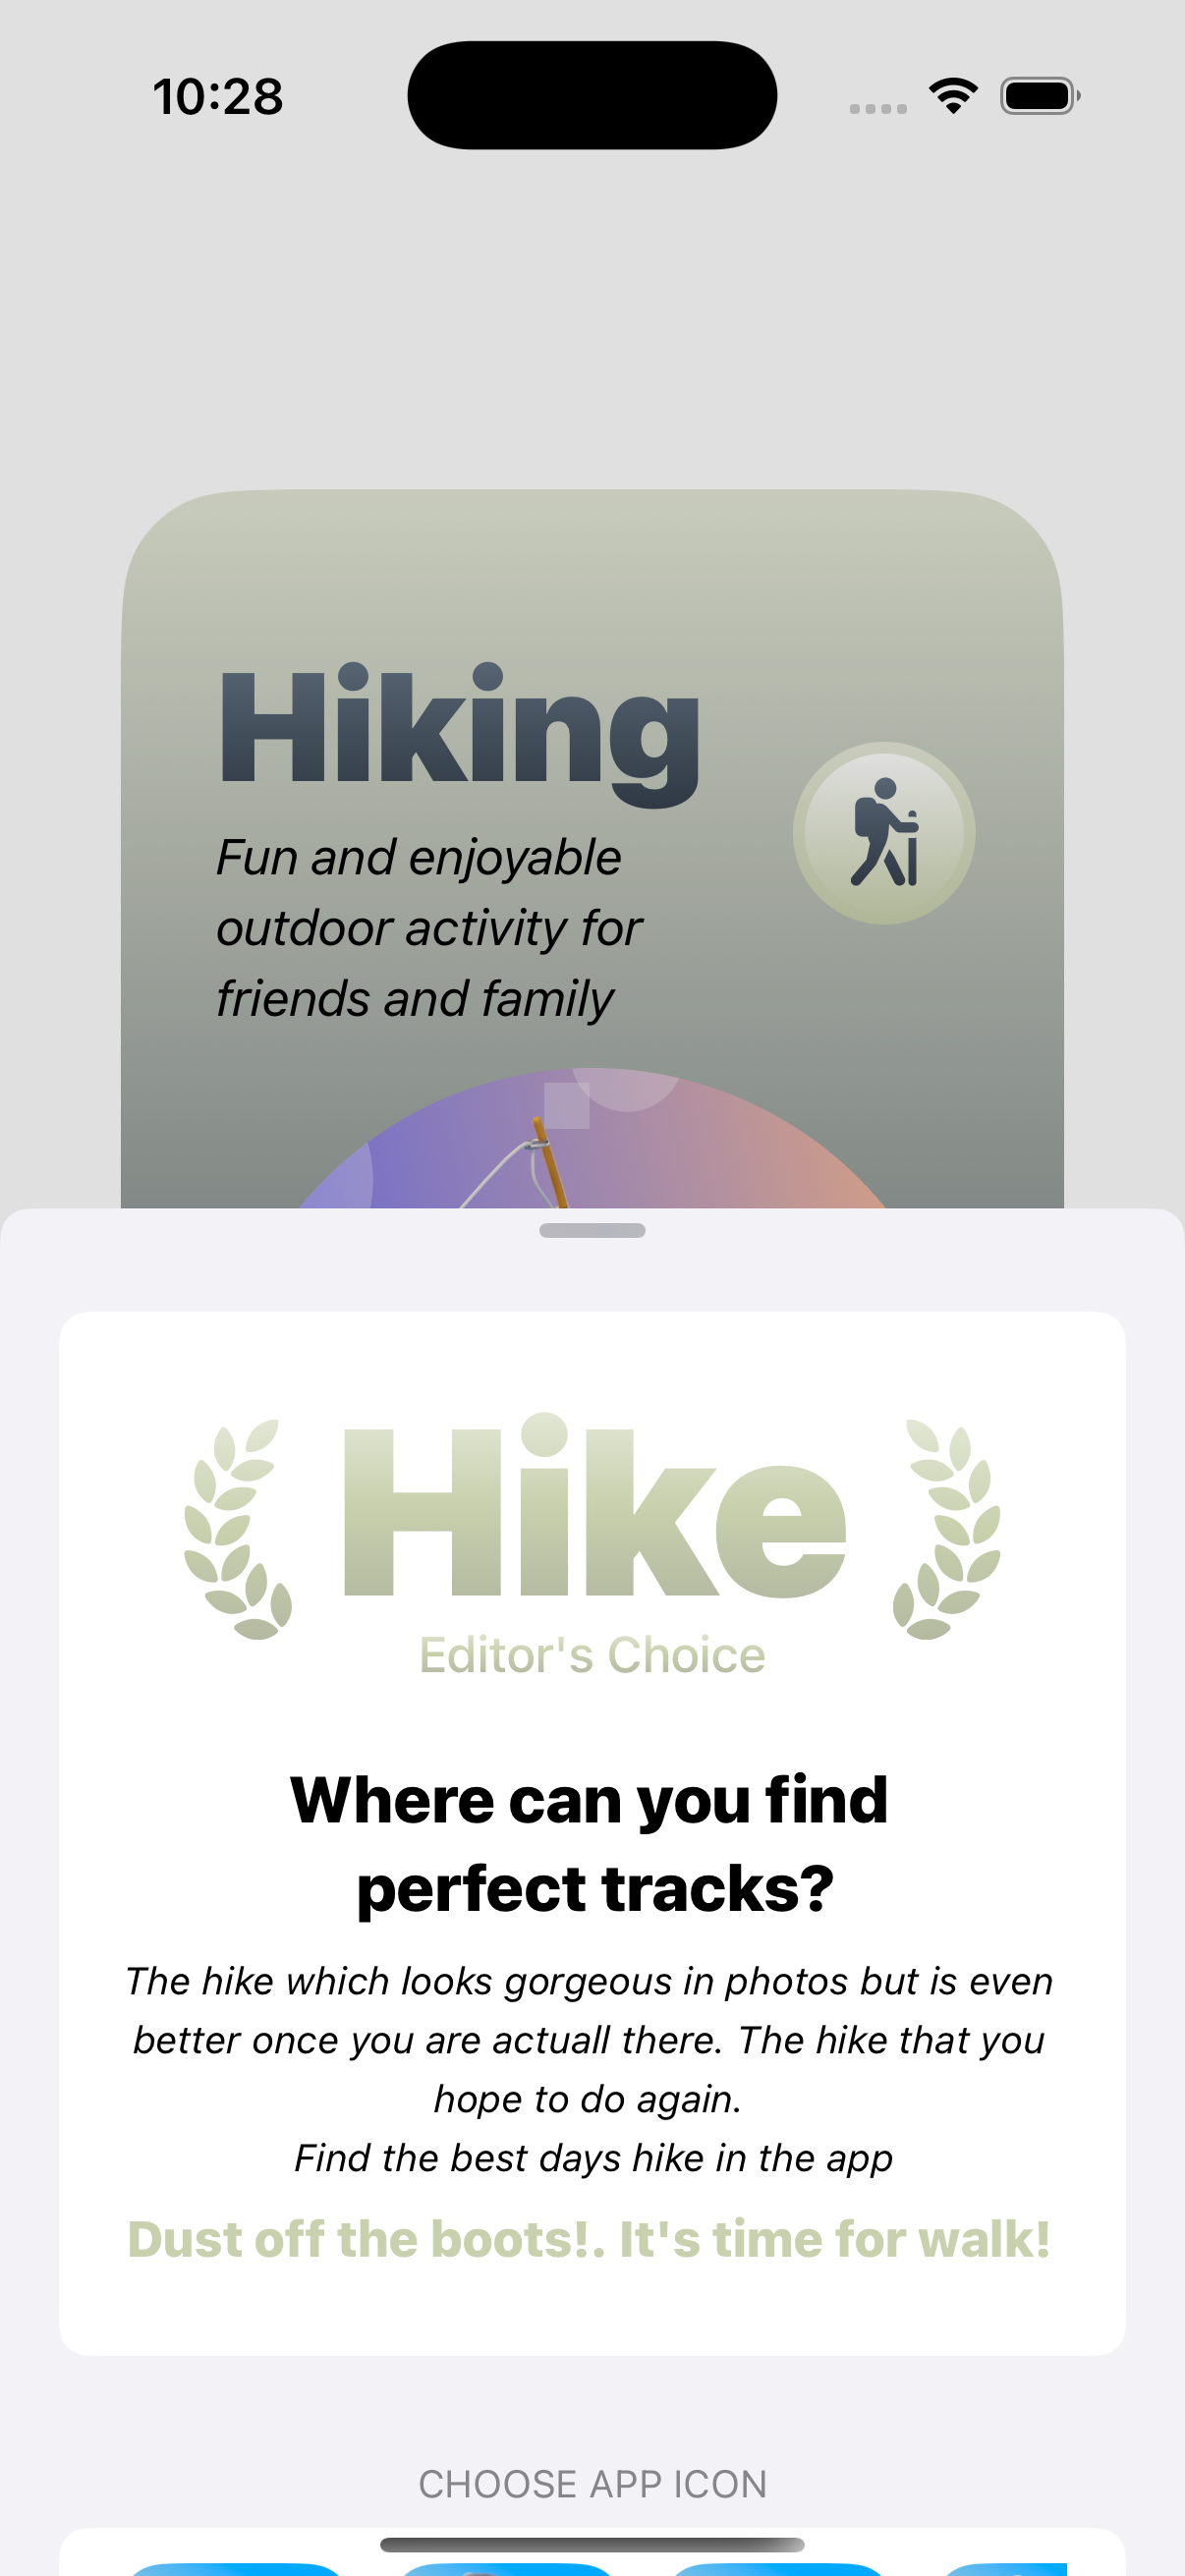 10:28
Hiking
Fun and enjoyable
outdoor activity for
friends and family
Hike
Editor's Choice
Where can you find
perfect tracks?
The hike which looks gorgeous in photos but is even
better once you are actuall there. The hike that you
hope to do again.
Find the best days hike in the app
Dust off the boots!. It's time for walk!
CHOOSE APP ICON